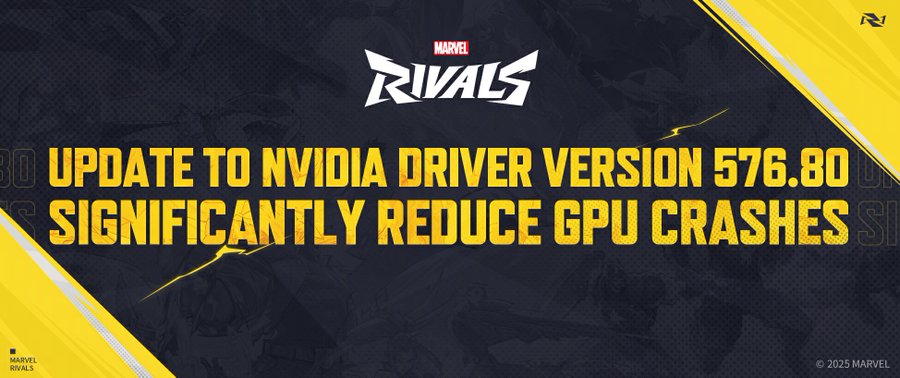 MARVEL
RIVALS
UPDATE TO NVIDIA DRIVER VERSION 576.80
SIGNIFICANTLY REDUCE GPU CRASHES
MARVEL
RIVALS
© 2025 MARVEL